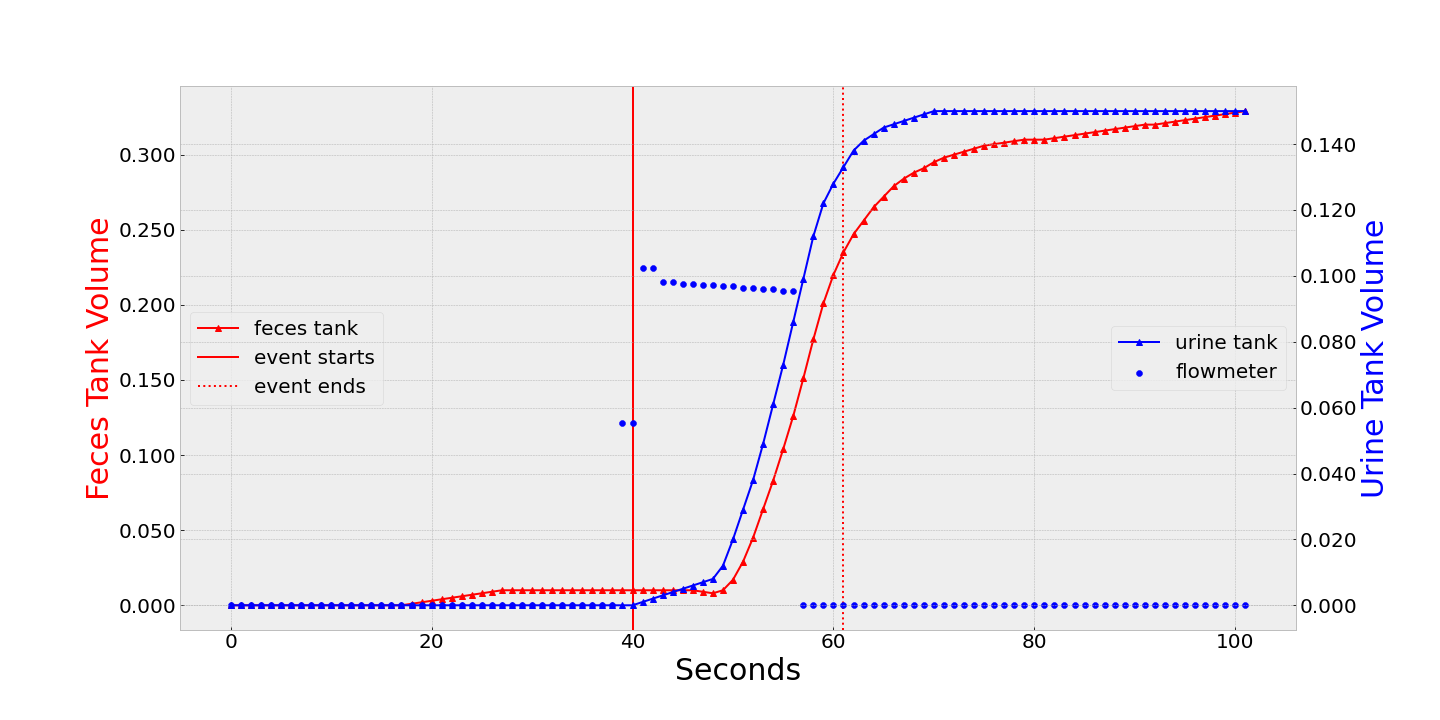 0.300
0.250
0.200
0.150
0.100
0.050
0.000
Feces Tank Volume
feces tank
event starts
event ends
urine tank
flowmeter
0.140
0.120
0.100
0.080
0.060
0.040
0.020
0.000
Urine Tank Volume
0 20 40 60 80 100
Seconds